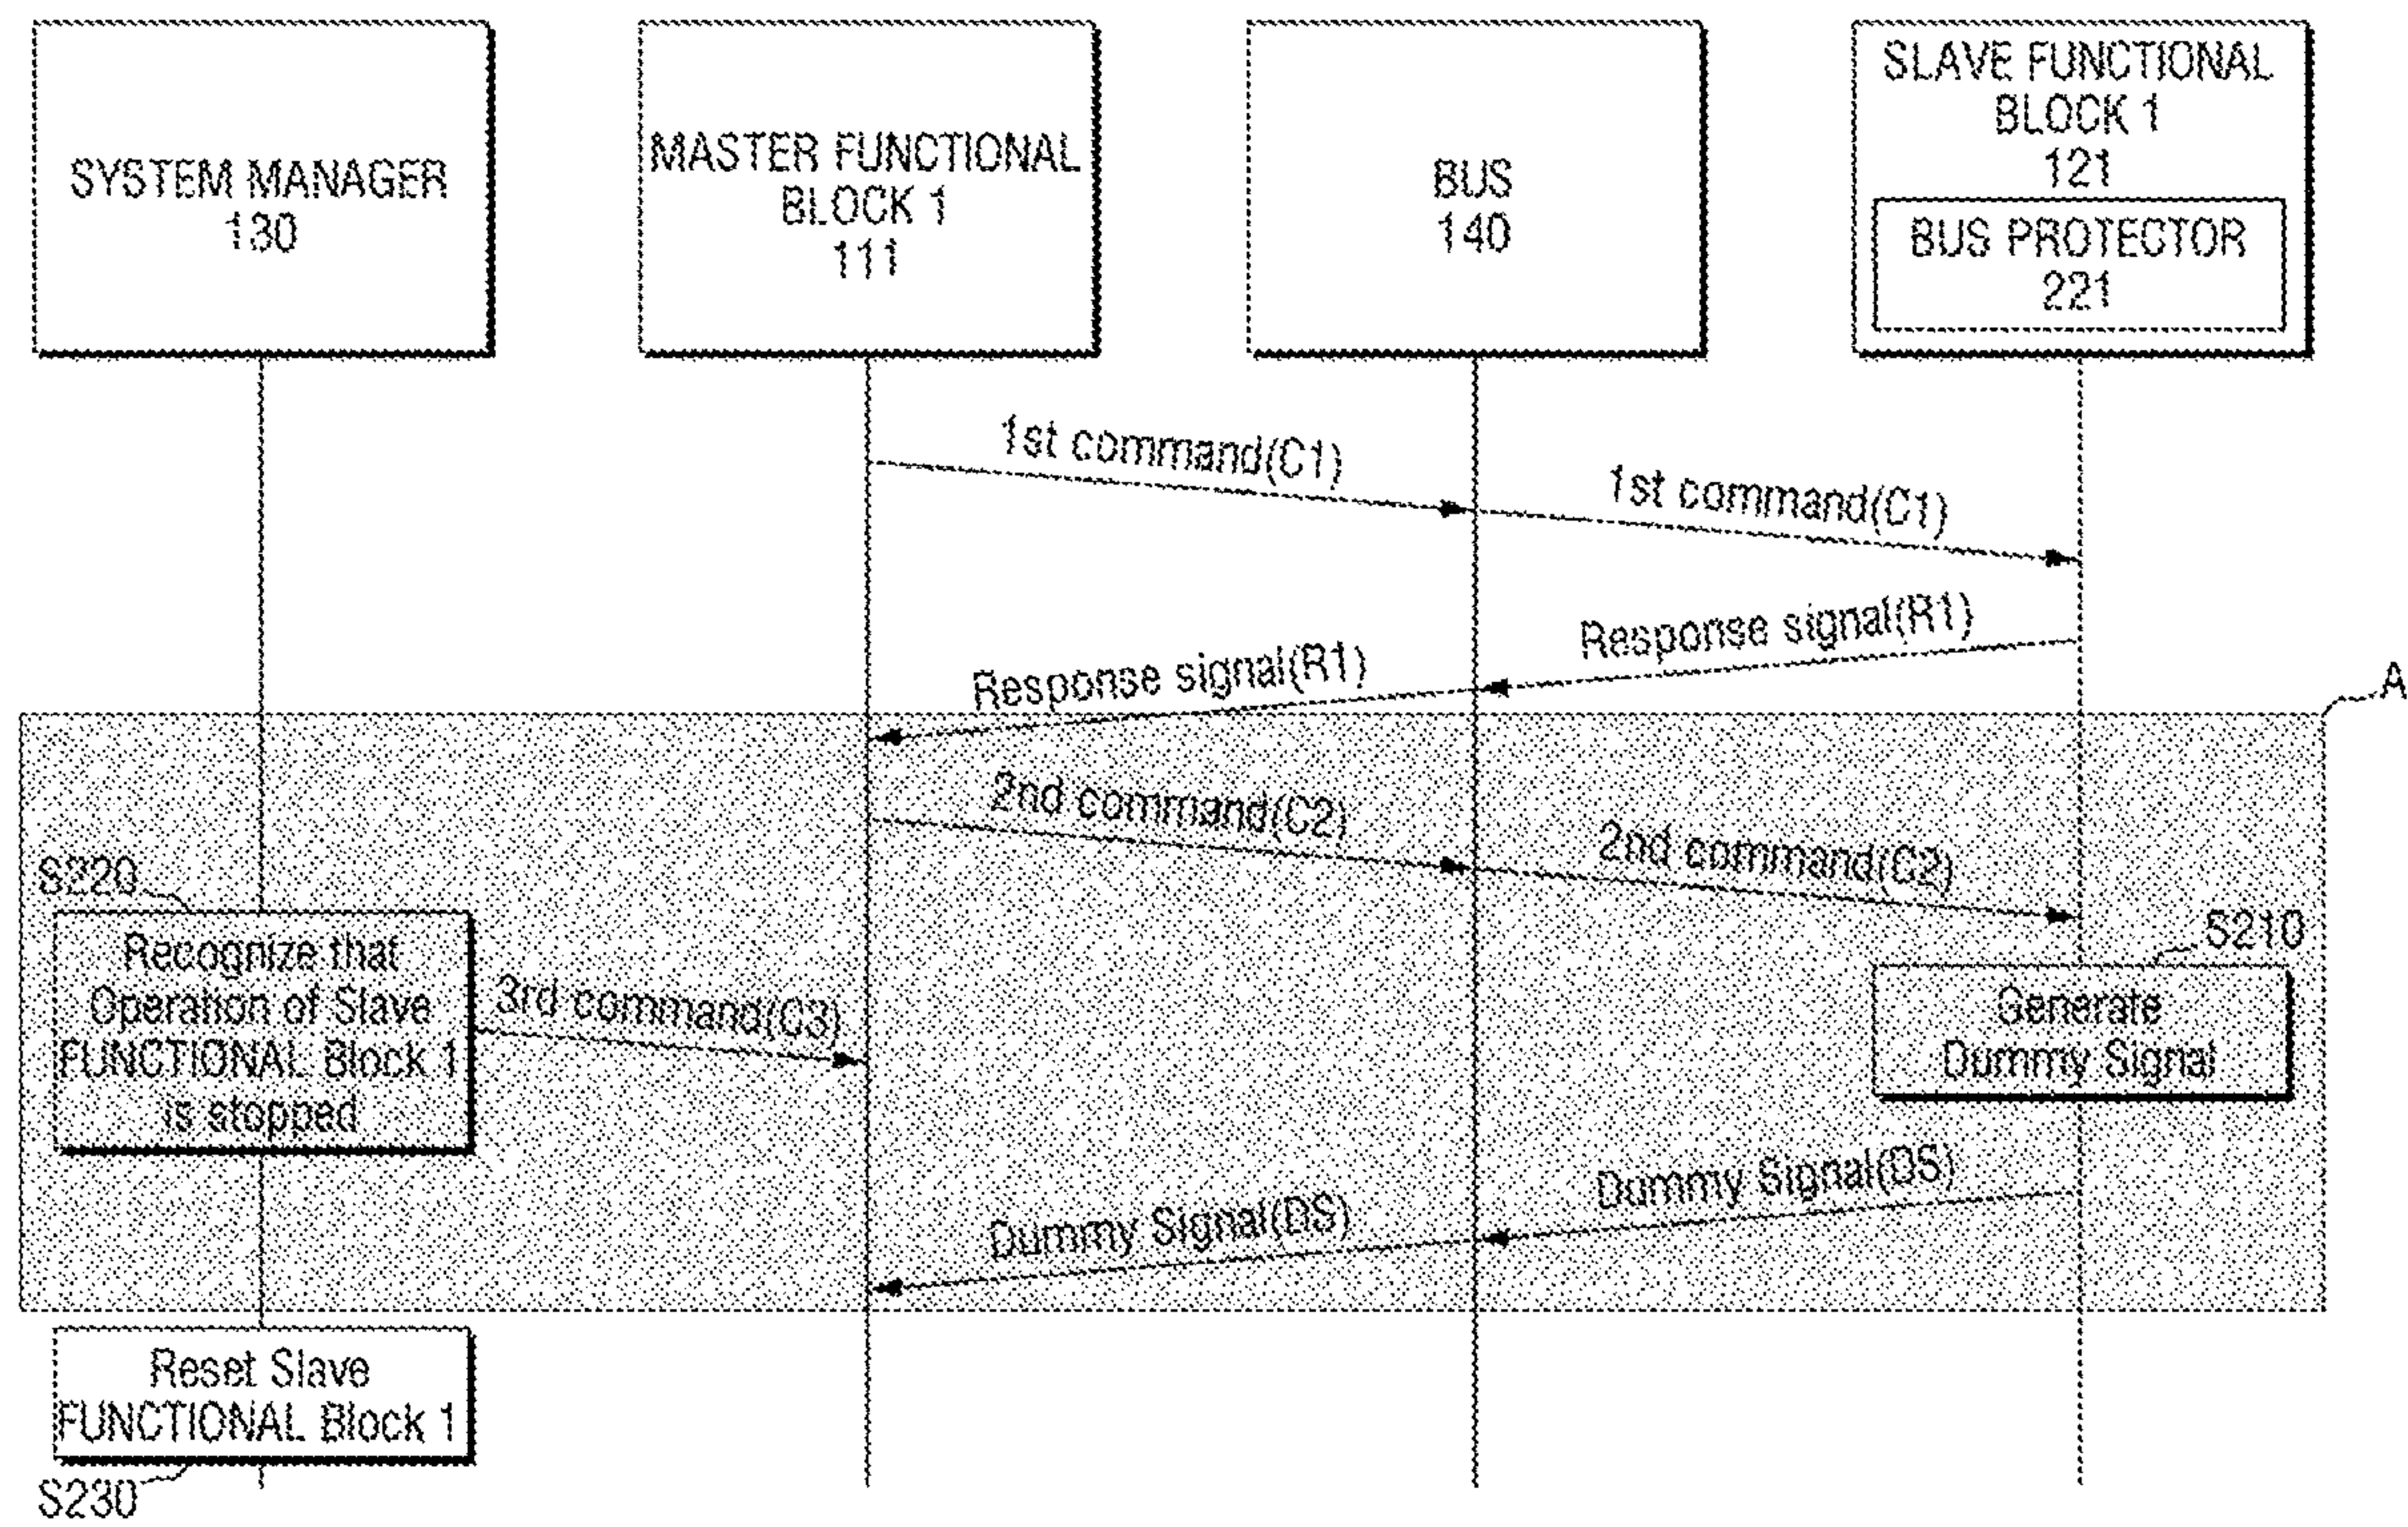 SYSTEM MANAGER
130
MASTER FUNCTIONAL
BLOCK 1
111
BUS
140
SLAVE FUNCTIONAL
BLOCK 1
121
BUS PROTECTOR
221
1st command(C1)
1st command(C1)
Response signal(R1)
Response signal(R1)
A
2nd command(C2)
2nd command(C2)
S220
S210
Recognize that
Operation of Slave
FUNCTIONAL Block 1
is stopped
3rd command(C3)
Generate
Dummy Signal
Dummy Signal(DS)
Dummy Signal(DS)
Reset Slave
FUNCTIONAL Block 1
S230